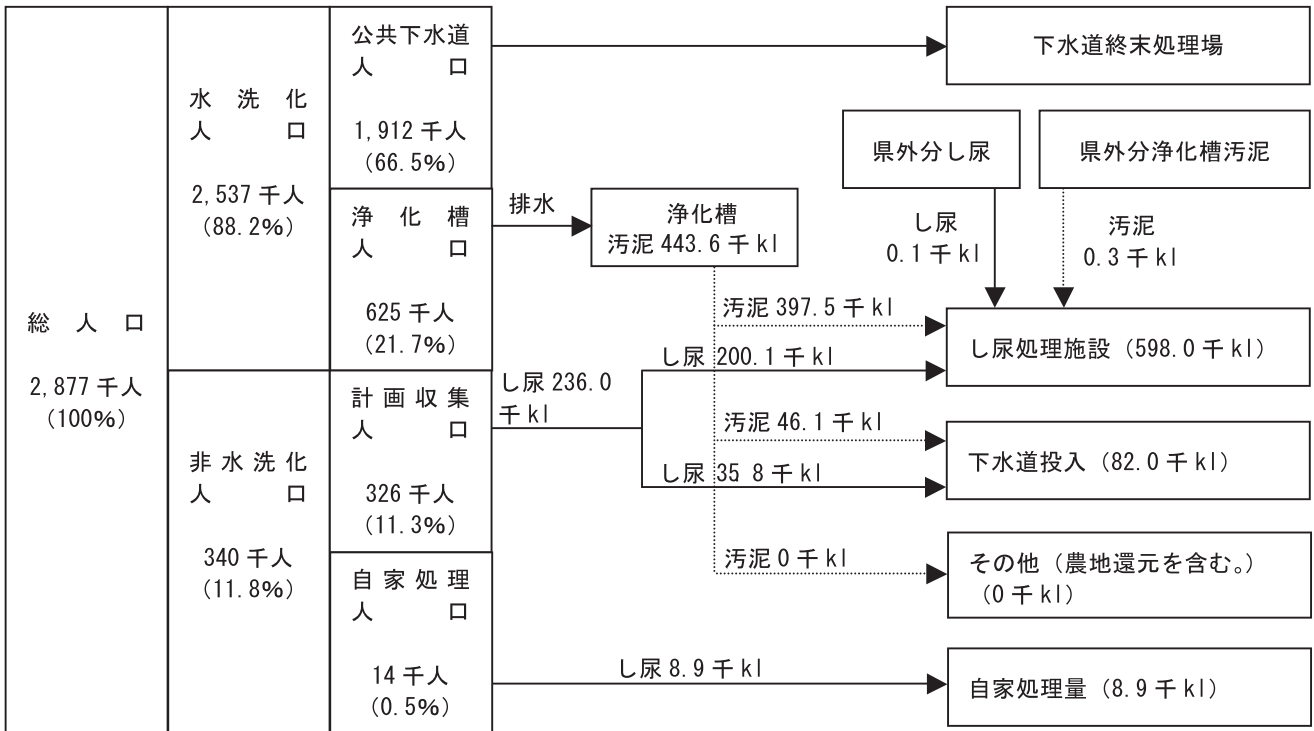 総人口
2,877 千人
(100%)
水洗化
人口
2,537 千人
(88.2%)
非水洗化
人口
340 千人
(11.8%)
公共下水道
人口
1,912 千人
(66.5%)
浄化槽
人口
625 千人
(21.7%)
計画収集
人口
326 千人
(11.3%)
自家処理
人口
14 千人
(0.5%)
排水
浄化槽
汚泥 443.6 千 kl
し尿 236.0
千 kl
汚泥 397.5 千 kl
し尿 200.1 千 kl
汚泥 46.1 千 kl
し尿 35.8 千 kl
汚泥 0 千 kl
し尿 8.9 千 kl
下水道終末処理場
県外分し尿
県外分浄化槽汚泥
し尿
0.1 千 kl
汚泥
0.3 千 kl
し尿処理施設（598.0 千 kl）
下水道投入（82.0 千 kl）
その他（農地還元を含む。）
（0 千 kl）
自家処理量（8.9 千 kl）